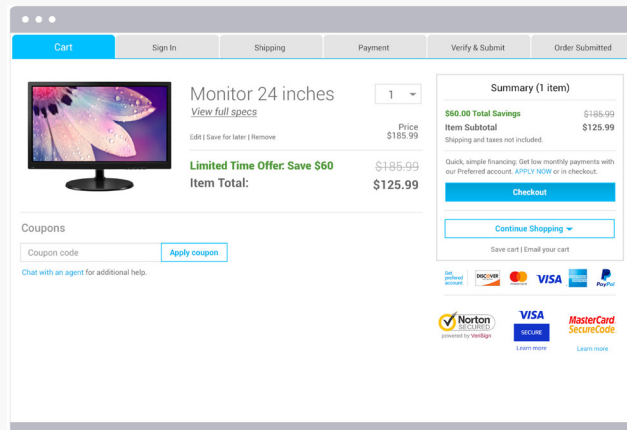 Cart
Sign In
Shipping
Payment
Verify & Submit
Order Submitted
Monitor 24 inches
1
View full specs
Edit | Save for later | Remove
Price
$185.99
Limited Time Offer: Save $60
$185.99
Item Total:
$125.99
Coupons
Coupon code
Apply coupon
Chat with an agent for additional help.
Summary (1 item)
$60.00 Total Savings
$185.99
Item Subtotal
$125.99
Shipping and taxes not included.
Quick, simple financing: Get low monthly payments with
our Preferred account. APPLY NOW or in checkout.
Checkout
Continue Shopping
Save cart | Email your cart
Get
preferred
account
DISCOVER
VISA
PayPal
Norton
SECURED
powered by VeriSign
VISA
SECURE
Learn more
MasterCard
SecureCode
Learn more